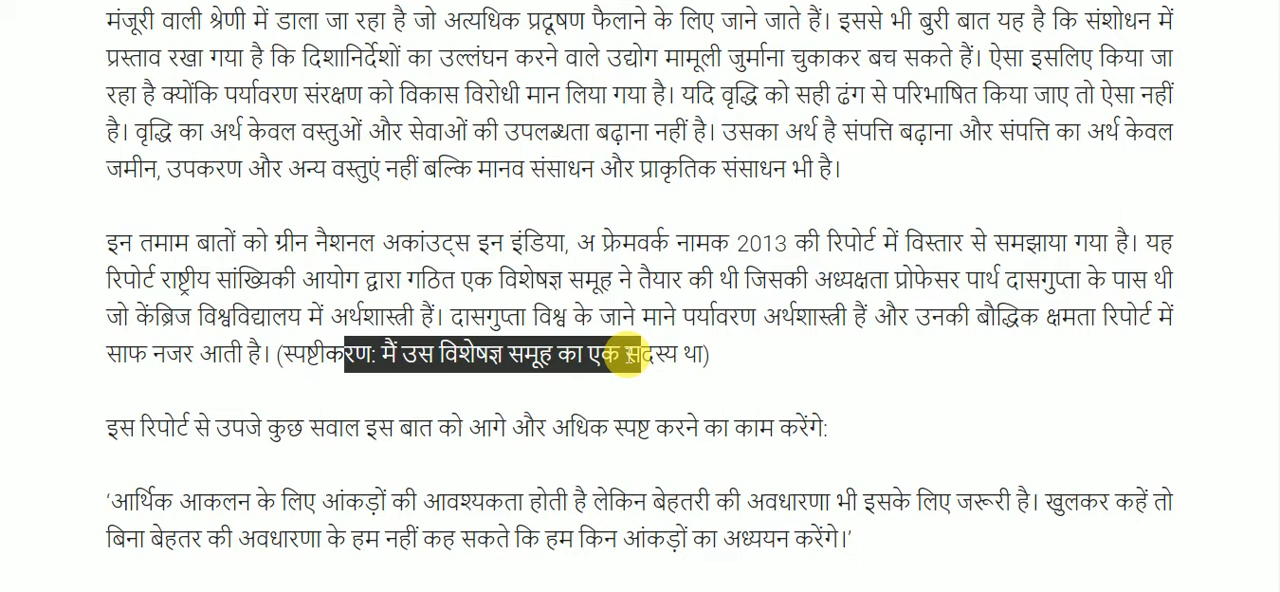 मंजूरी वाली श्रेणी में डाला जा रहा है जो अत्यधिक प्रदूषण फैलाने के लिए जाने जाते हैं। इससे भी बुरी बात यह है कि संशोधन में
प्रस्ताव रखा गया है कि दिशानिर्देशों का उल्लंघन करने वाले उद्योग मामूली जुर्माना चुकाकर बच सकते हैं। ऐसा इसलिए किया जा
रहा है क्योंकि पर्यावरण संरक्षण को विकास विरोधी मान लिया गया है। यदि वृद्धि को सही ढंग से परिभाषित किया जाए तो ऐसा नहीं
है। वृद्धि का अर्थ केवल वस्तुओं और सेवाओं की उपलब्धता बढ़ाना नहीं है। उसका अर्थ है संपत्ति बढ़ाना और संपत्ति का अर्थ केवल
जमीन, उपकरण और अन्य वस्तुएं नहीं बल्कि मानव संसाधन और प्राकृतिक संसाधन भी है।
इन तमाम बातों को ग्रीन नैशनल अकांउट्स इन इंडिया, अ फ्रेमवर्क नामक 2013 की रिपोर्ट में विस्तार से समझाया गया है। यह
रिपोर्ट राष्ट्रीय सांख्यिकी आयोग द्वारा गठित एक विशेषज्ञ समूह ने तैयार की थी जिसकी अध्यक्षता प्रोफेसर पार्थ दासगुप्ता के पास थी
जो केंब्रिज विश्वविद्यालय में अर्थशास्त्री हैं। दासगुप्ता विश्व के जाने माने पर्यावरण अर्थशास्त्री हैं और उनकी बौद्धिक क्षमता रिपोर्ट में
साफ नजर आती है। (स्पष्टीकरण: मैं उस विशेषज्ञ समूह का एक सदस्य था)
इस रिपोर्ट से उपजे कुछ सवाल इस बात को आगे और अधिक स्पष्ट करने का काम करेंगे:
‘आर्थिक आकलन के लिए आंकड़ों की आवश्यकता होती है लेकिन बेहतरी की अवधारणा भी इसके लिए जरूरी है। खुलकर कहें तो
बिना बेहतर की अवधारणा के हम नहीं कह सकते कि हम किन आंकड़ों का अध्ययन करेंगे।’